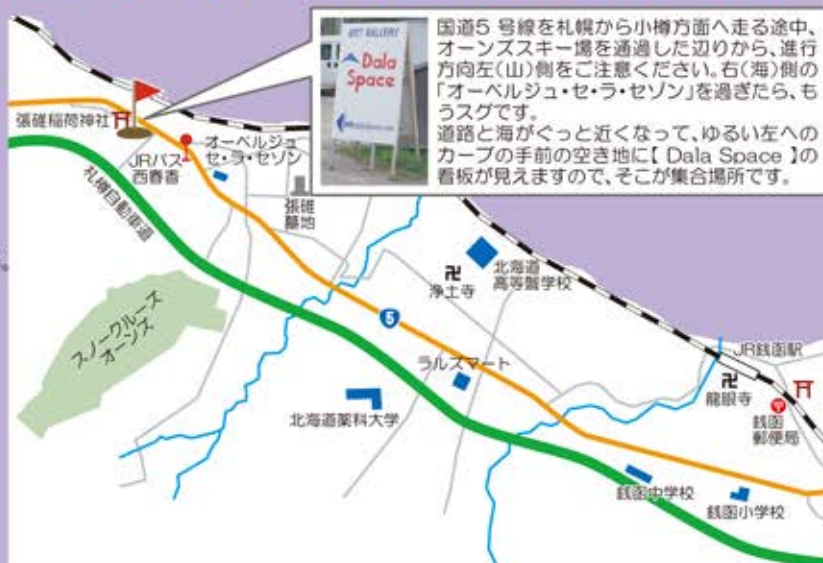 国道5 号線を札幌から小樽方面へ走る途中、
オーンズスキー場を通過した辺りから、進行
方向左(山)側をご注意ください。右(海)側の
「オーベルジュ・セ・ラ・セゾン」を過ぎたら、も
うスグです。
道路と海がぐっと近くなって、ゆるい左への
カーブの手前の空き地に【 Dala Space 】の
看板が見えますので、そこが集合場所です。
ART GALLERY
Dala
Space
張碓稲荷神社
JRバス
西春香
オーベルジュ
セ・ラ・セゾン
札樽自動車道
張碓
墓地
北海道
高等聾学校
卍
浄土寺
スノークルーズ
オーンズ
5
ラルズマート
北海道薬科大学
JR銭函駅
卍
龍眼寺
〒
銭函
郵便局
銭函中学校
銭函小学校